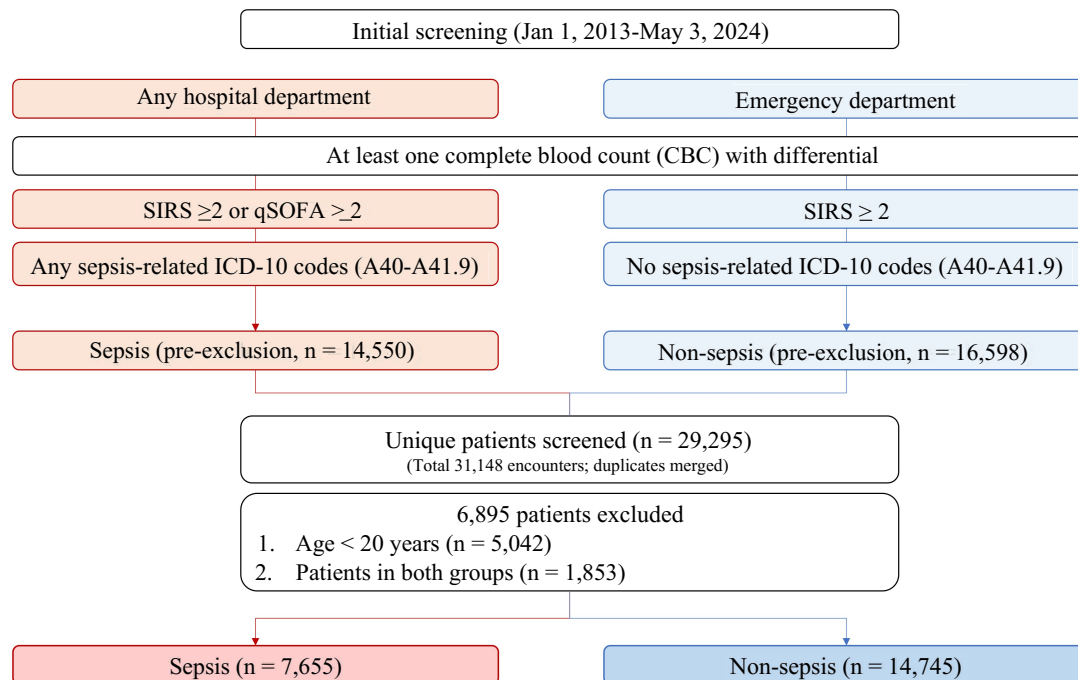 Initial screening (Jan 1, 2013-May 3, 2024)
Any hospital department
Emergency department
At least one complete blood count (CBC) with differential
SIRS ≥2 or qSOFA >_2
SIRS ≥ 2
Any sepsis-related ICD-10 codes (A40-A41.9)
No sepsis-related ICD-10 codes (A40-A41.9)
Sepsis (pre-exclusion, n = 14,550)
Non-sepsis (pre-exclusion, n = 16,598)
Unique patients screened (n = 29,295)
(Total 31,148 encounters; duplicates merged)
6,895 patients excluded
1. Age < 20 years (n = 5,042)
2. Patients in both groups (n = 1,853)
Sepsis (n = 7,655)
Non-sepsis (n = 14,745)